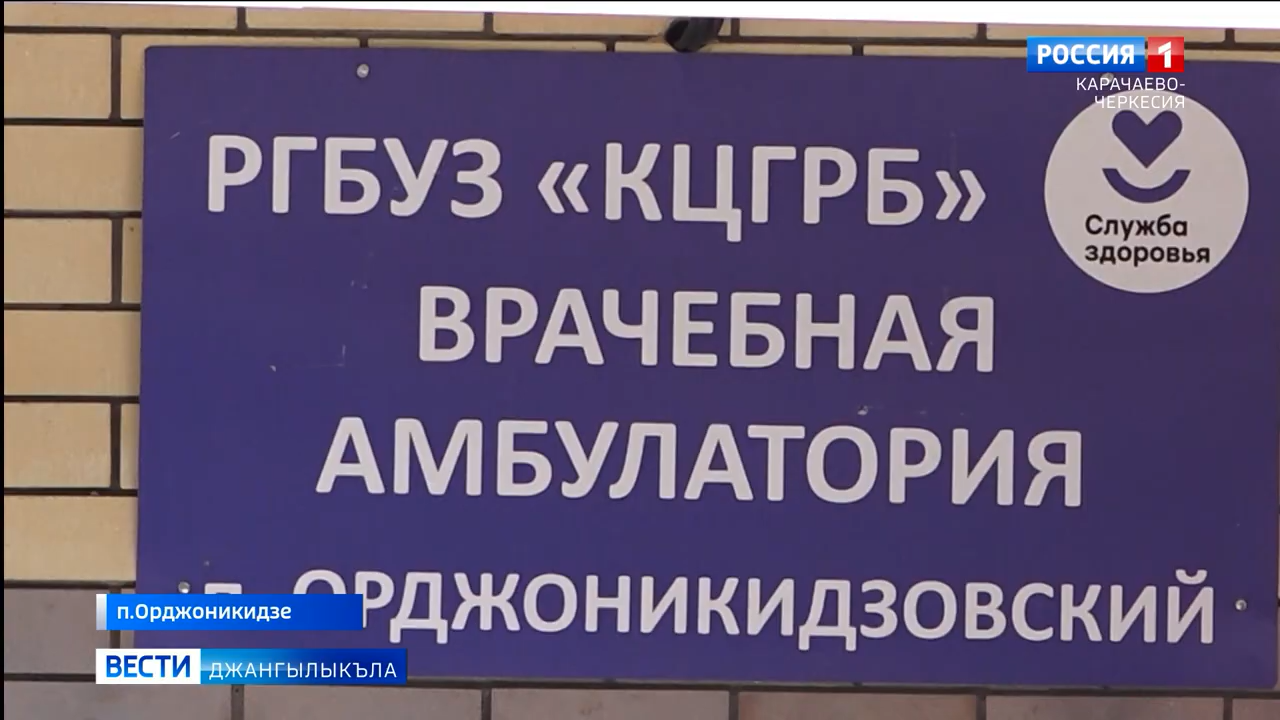 РОССИЯ 1
КАРАЧАЕВО-
ЧЕРКЕСИЯ
РГБУЗ «КЦГРБ»
Служба
здоровья
ВРАЧЕБНАЯ
АМБУЛАТОРИЯ
п. ОРДЖОНИКИДЗОВСКИЙ
п.Орджоникидзе
ВЕСТИ ДЖАНГЫЛЫКЪЛА